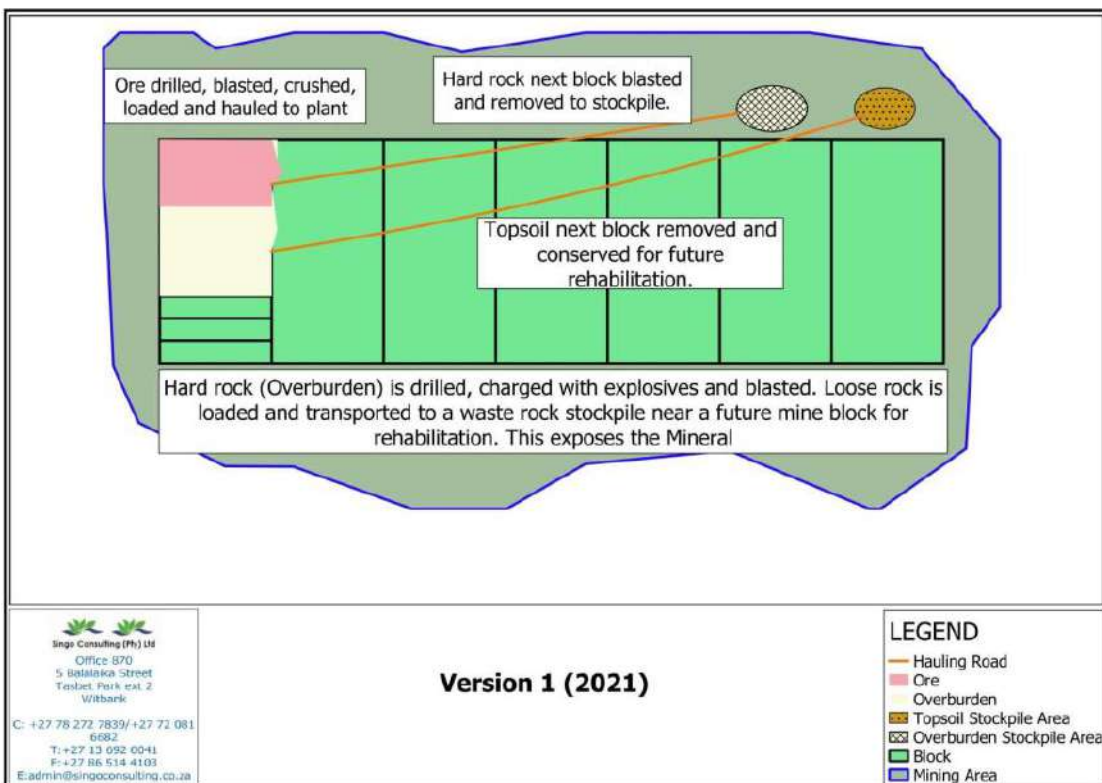 Ore drilled, blasted, crushed,
loaded and hauled to plant
Hard rock next block blasted
and removed to stockpile.
Topsoil next block removed and
conserved for future
rehabilitation.
Hard rock (Overburden) is drilled, charged with explosives and blasted. Loose rock is
loaded and transported to a waste rock stockpile near a future mine block for
rehabilitation. This exposes the Mineral
Singo Consulting (Pty) Ltd
Office 870
5 Balalaika Street
Tasbet Park ext 2
Witbank
C: +27 78 272 7839/+27 72 081
6682
T:+27 13 692 0041
F:+27 86 514 4103
E:admin@singoconsulting.co.za
Version 1 (2021)
LEGEND
Hauling Road
Ore
Overburden
Topsoil Stockpile Area
Overburden Stockpile Area
Block
Mining Area